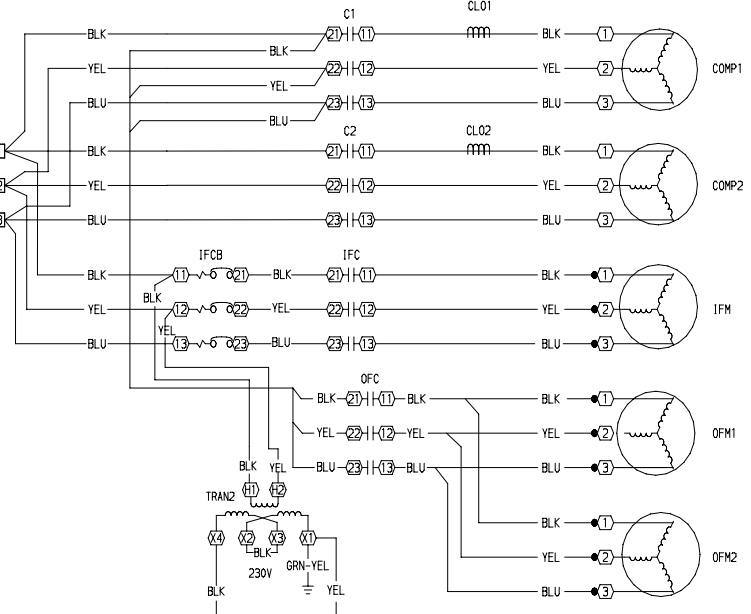 C1 CLO1
BLK 21 11 BLK 1
BLK
YEL 22 12 YEL 2 COMP1
YEL
BLU 23 13 BLU 3
BLU
C2 CLO2
BLK 21 11 BLK 1
YEL 22 12 YEL 2 COMP2
BLU 23 13 BLU 3
IFCB IFC
BLK 11 21 BLK 21 11 BLK 1
BLK
YEL 12 22 YEL 22 12 YEL 2 IFM
YEL
BLU 13 23 BLU 23 13 BLU 3
OFC
BLK 21 11 BLK BLK 1
YEL 22 12 YEL YEL 2 OFM1
BLK YEL BLU 23 13 BLU BLU 3
H1 H2
TRAN2
BLK 1
X4 X2 X3 X1
BLK
YEL 2 OFM2
GRN-YEL
230V
BLK YEL BLU 3